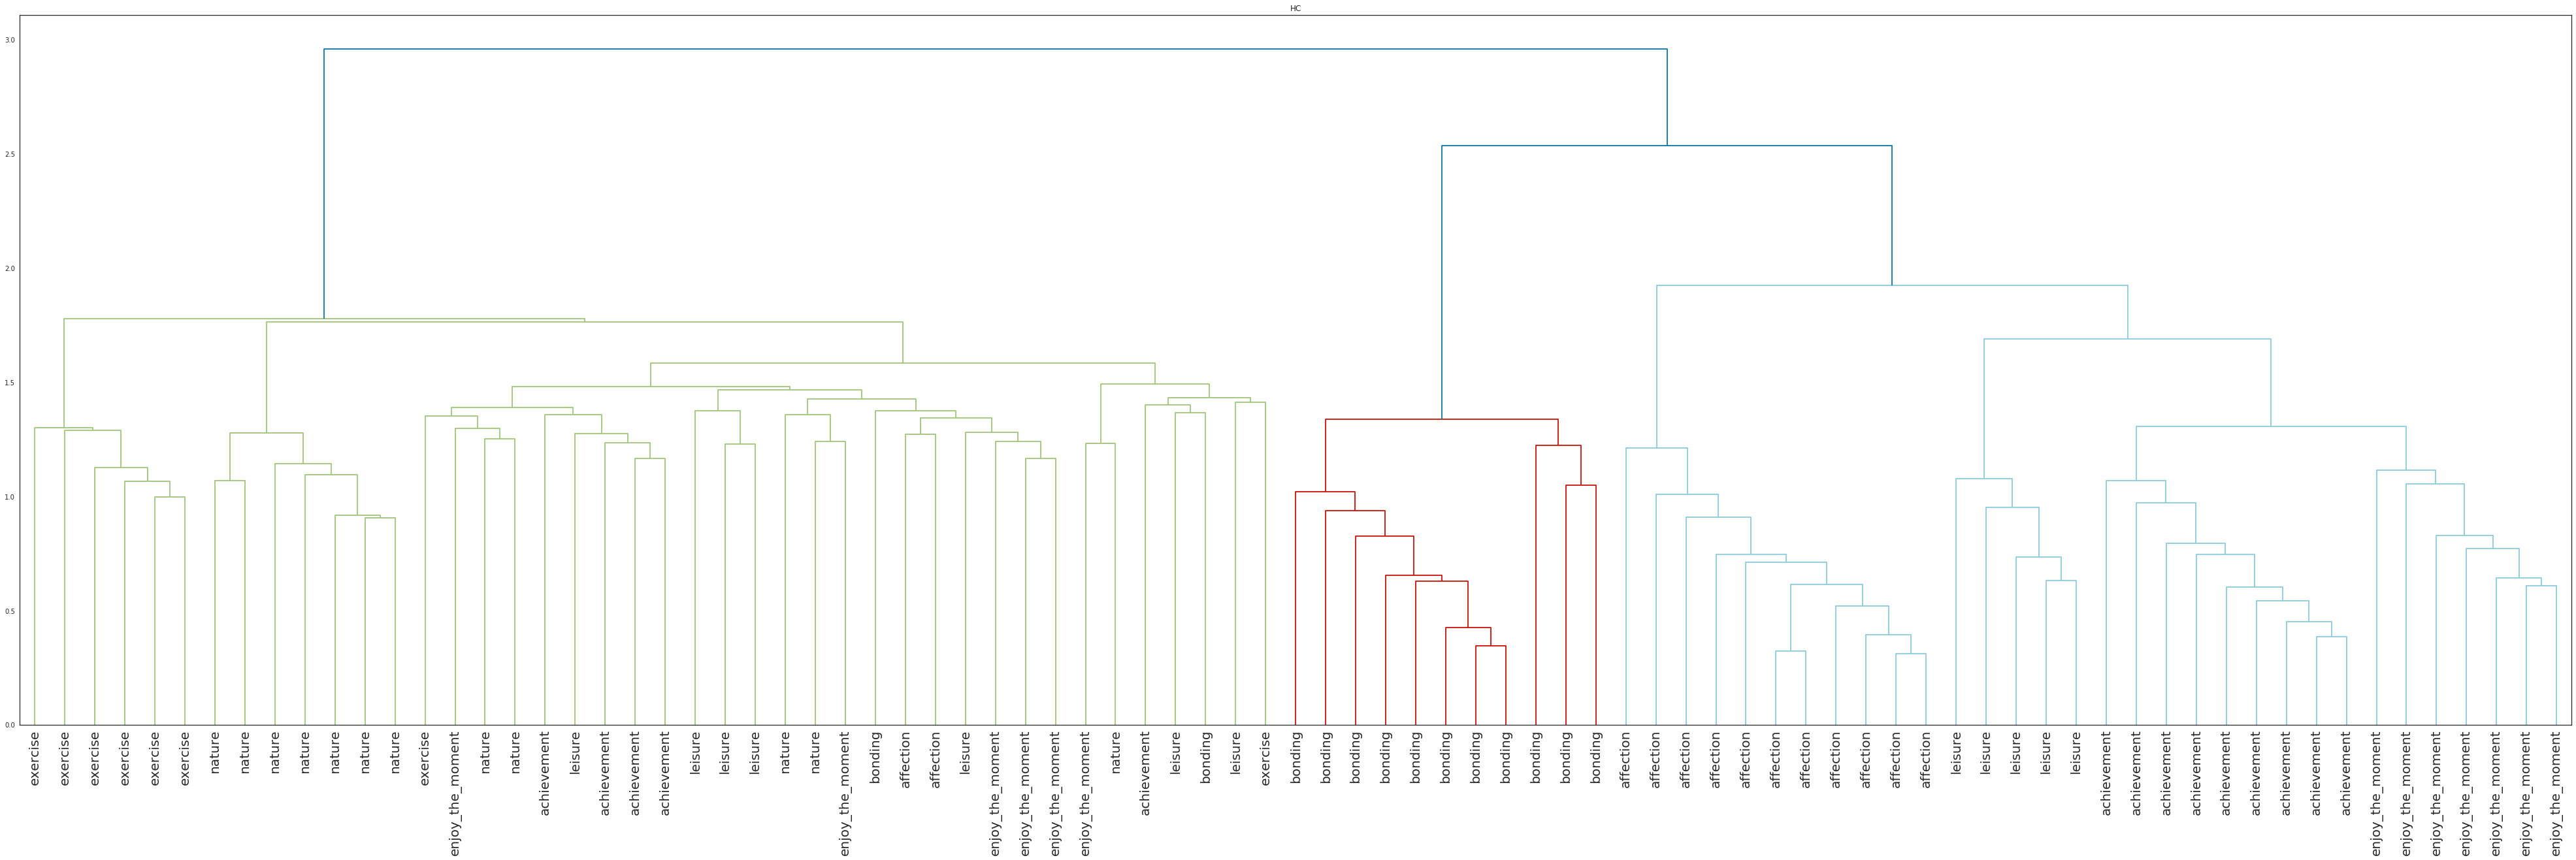 HC
3.0
2.5
2.0
1.5
1.0
0.5
0.0
exercise
exercise
exercise
exercise
exercise
exercise
nature
nature
nature
nature
nature
nature
nature
exercise
enjoy_the_moment
nature
nature
achievement
leisure
achievement
achievement
achievement
leisure
leisure
leisure
nature
nature
enjoy_the_moment
bonding
affection
affection
leisure
enjoy_the_moment
enjoy_the_moment
enjoy_the_moment
enjoy_the_moment
nature
achievement
leisure
bonding
leisure
exercise
bonding
bonding
bonding
bonding
bonding
bonding
bonding
bonding
bonding
bonding
bonding
affection
affection
affection
affection
affection
affection
affection
affection
affection
affection
affection
leisure
leisure
leisure
leisure
leisure
achievement
achievement
achievement
achievement
achievement
achievement
achievement
achievement
achievement
enjoy_the_moment
enjoy_the_moment
enjoy_the_moment
enjoy_the_moment
enjoy_the_moment
enjoy_the_moment
enjoy_the_moment